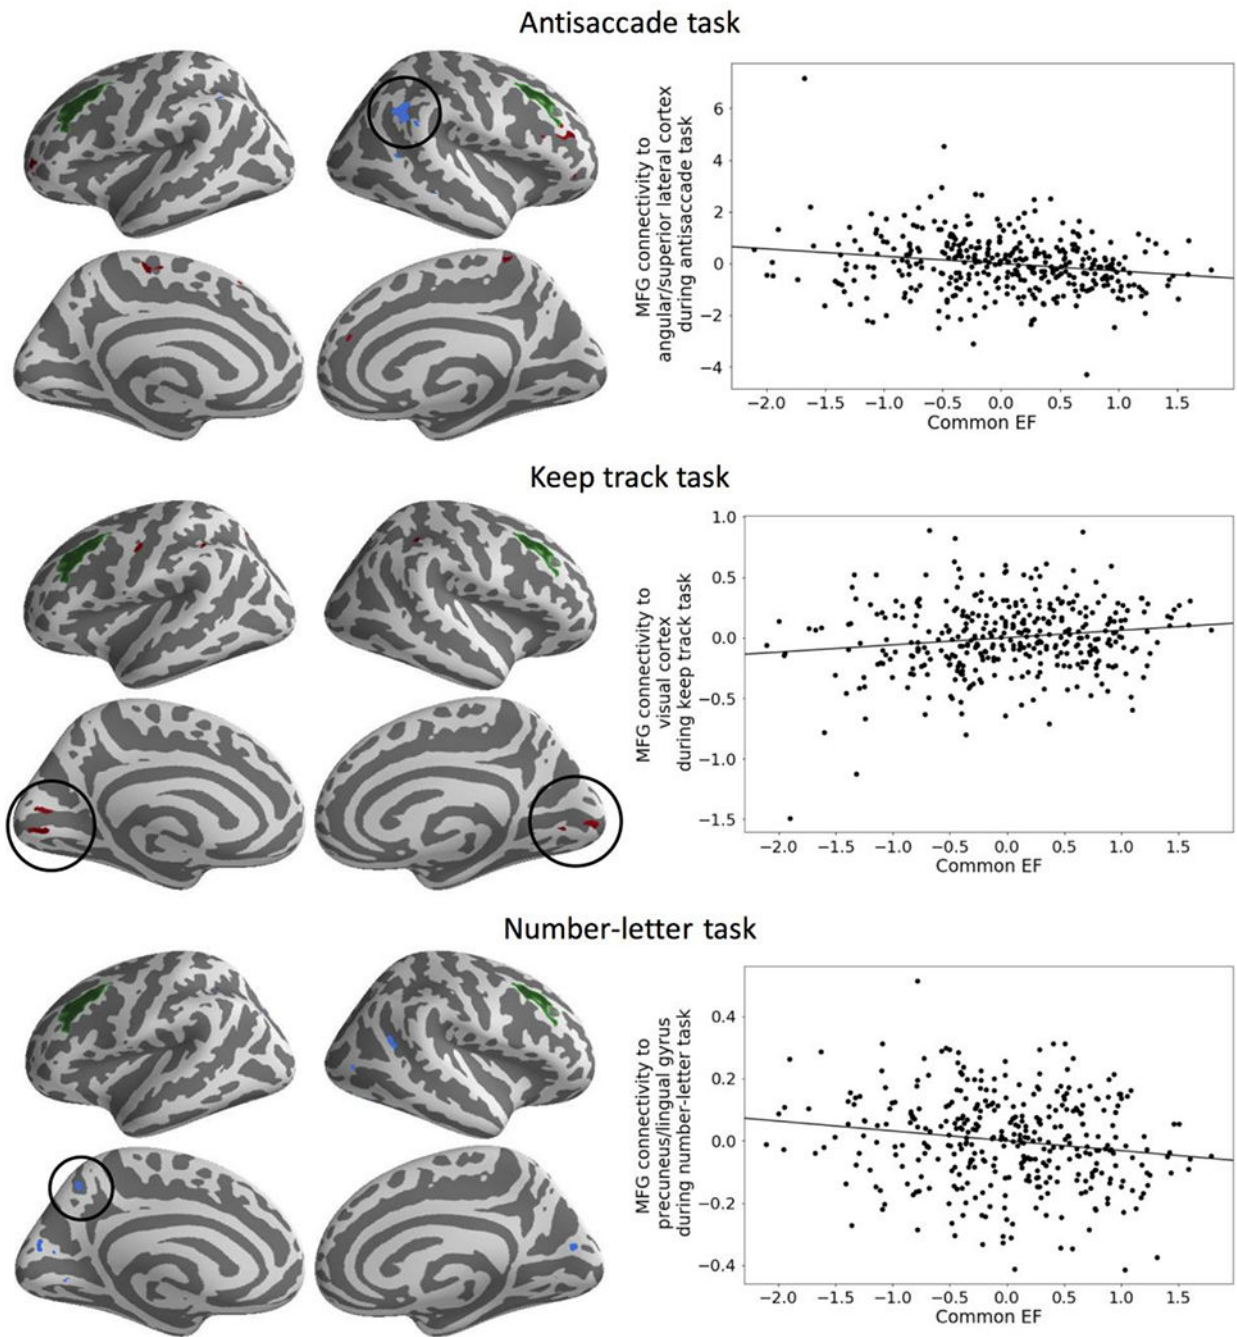 Antisaccade task
MFG connectivity to
angular/superior lateral cortex
during antisaccade task
6
4
2
0
−2
−4
−2.0 −1.5 −1.0 −0.5 0.0 0.5 1.0 1.5
Common EF
Keep track task
MFG connectivity to
visual cortex
during keep track task
1.0
0.5
0.0
−0.5
−1.0
−1.5
−2.0 −1.5 −1.0 −0.5 0.0 0.5 1.0 1.5
Common EF
Number-letter task
MFG connectivity to
precuneus/lingual gyrus
during number-letter task
0.4
0.2
0.0
−0.2
−0.4
−2.0 −1.5 −1.0 −0.5 0.0 0.5 1.0 1.5
Common EF